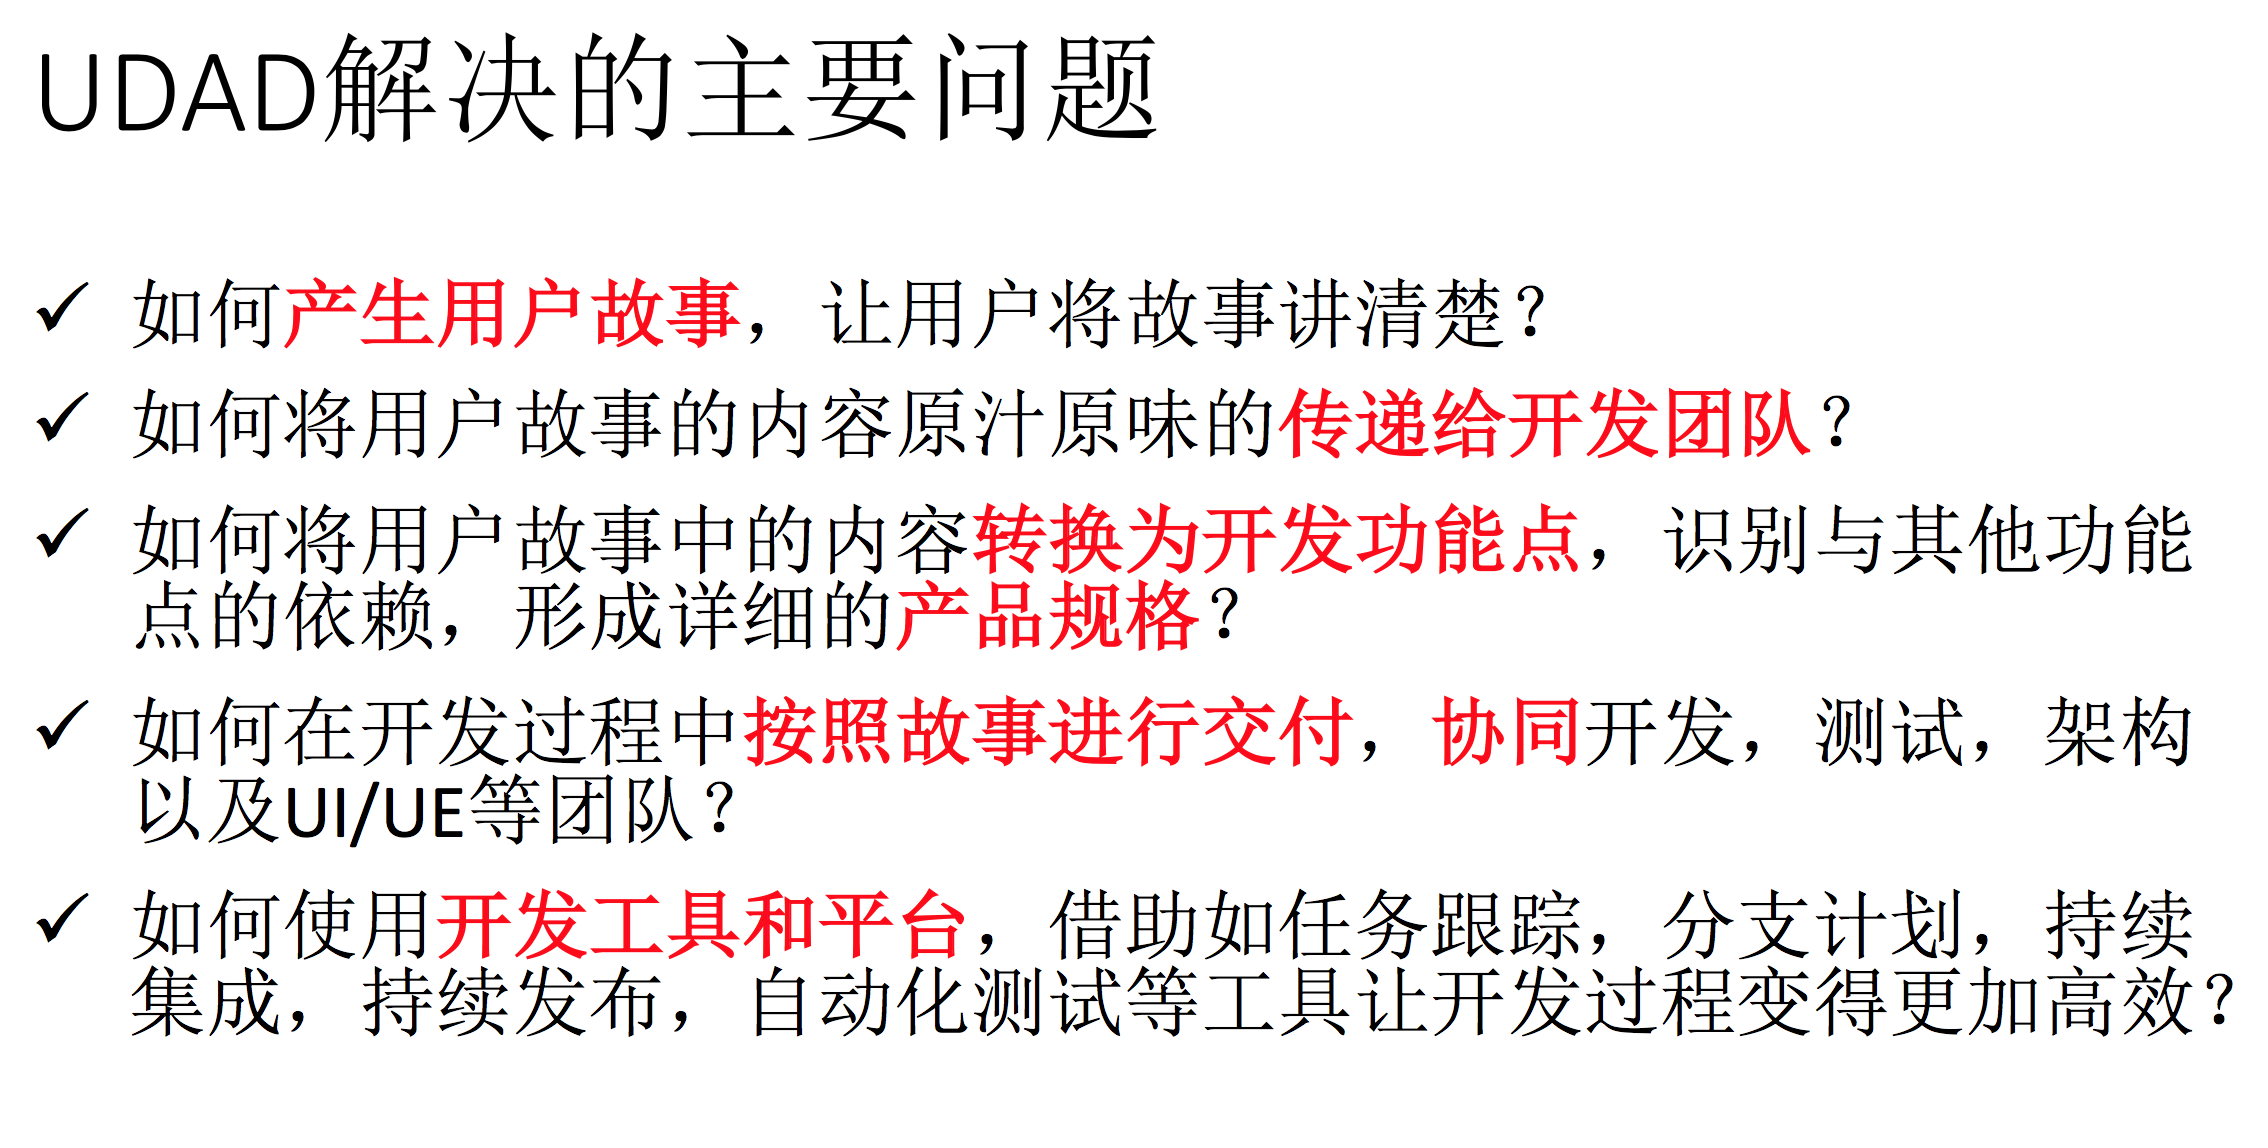 UDAD解决的主要问题
✓ 如何产生用户故事，让用户将故事讲清楚？
✓ 如何将用户故事的内容原汁原味的传递给开发团队？
✓ 如何将用户故事中的内容转换为开发功能点，识别与其他功能
点的依赖，形成详细的产品规格？
✓ 如何在开发过程中按照故事进行交付，协同开发，测试，架构
以及UI/UE等团队？
✓ 如何使用开发工具和平台，借助如任务跟踪，分支计划，持续
集成，持续发布，自动化测试等工具让开发过程变得更加高效？